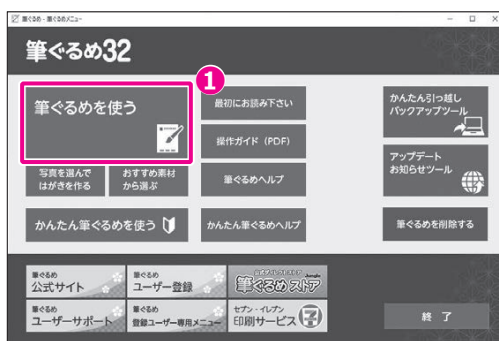 筆ぐるめ - 筆ぐるめメニュー
筆ぐるめ32
1
筆ぐるめを使う
最初にお読み下さい
かんたん引っ越し
バックアップツール
操作ガイド（PDF）
写真を選んで
はがきを作る
おすすめ素材
から選ぶ
筆ぐるめヘルプ
アップデート
お知らせツール
かんたん筆ぐるめを使う
かんたん筆ぐるめヘルプ
筆ぐるめを削除する
筆ぐるめ
公式サイト
筆ぐるめ
ユーザー登録
Jungle
筆ぐるめ ストア
筆ぐるめ
ユーザーサポート
筆ぐるめ
登録ユーザー専用メニュー
セブン-イレブン
印刷サービス
終 了